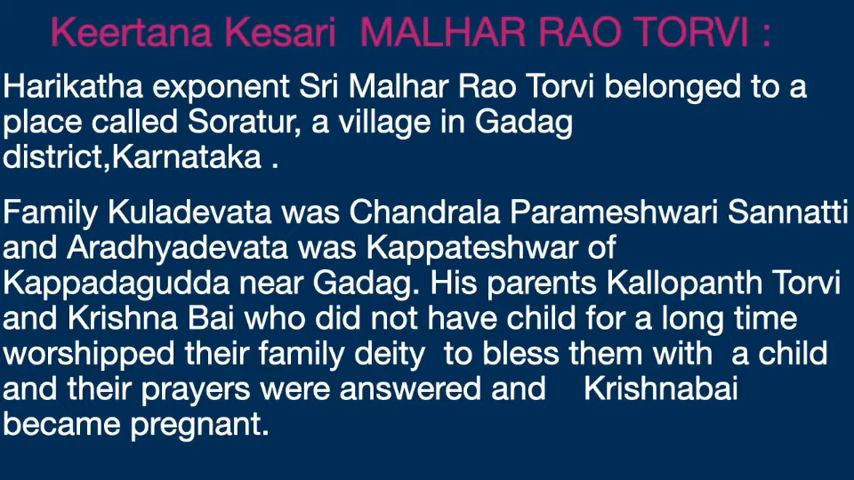 Keertana Kesari  MALHAR RAO TORVI :
Harikatha exponent Sri Malhar Rao Torvi belonged to a
place called Soratur, a village in Gadag
district,Karnataka .
Family Kuladevata was Chandrala Parameshwari Sannatti
and Aradhyadevata was Kappateshwar of
Kappadagudda near Gadag. His parents Kallopanth Torvi
and Krishna Bai who did not have child for a long time
worshipped their family deity  to bless them with  a child
and their prayers were answered and    Krishnabai
became pregnant.